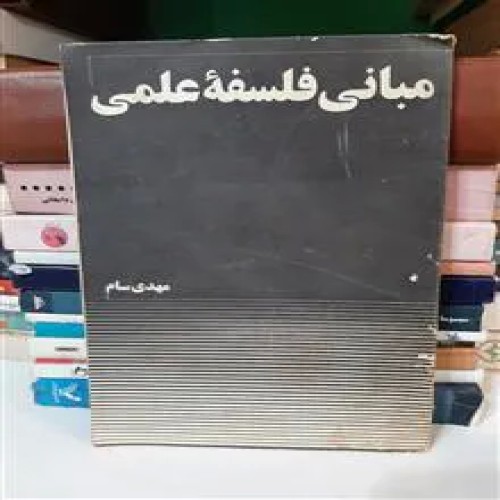 مبانی فلسفهٔ علمی
مهدی سام